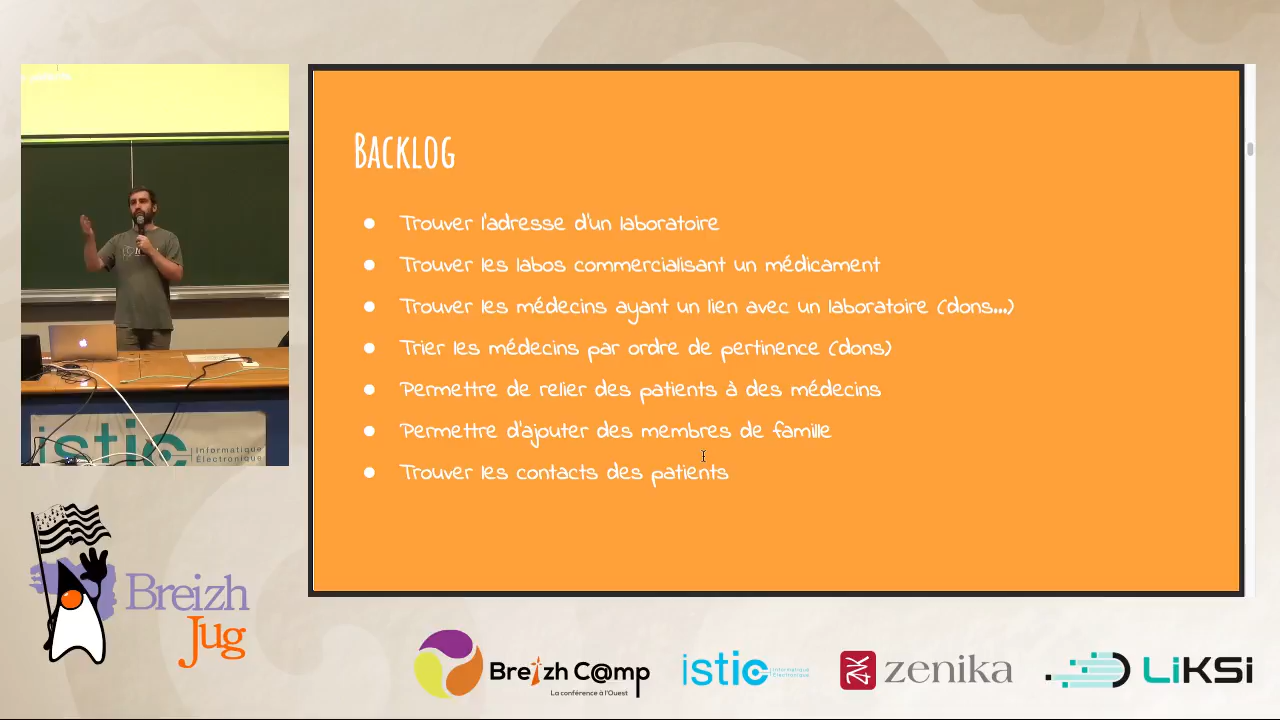 Backlog
● Trouver l'adresse d'un laboratoire
● Trouver les labos commercialisant un médicament
● Trouver les médecins ayant un lien avec un laboratoire (dons...)
● Trier les médecins par ordre de pertinence (dons)
● Permettre de relier des patients à des médecins
● Permettre d'ajouter des membres de famille
● Trouver les contacts des patients
istic
Informatique
Électronique
Breizh
Jug
Breizh C@mp
La conférence à l'Ouest
istic
Informatique
Électronique
ZK
zenika
LiKSi